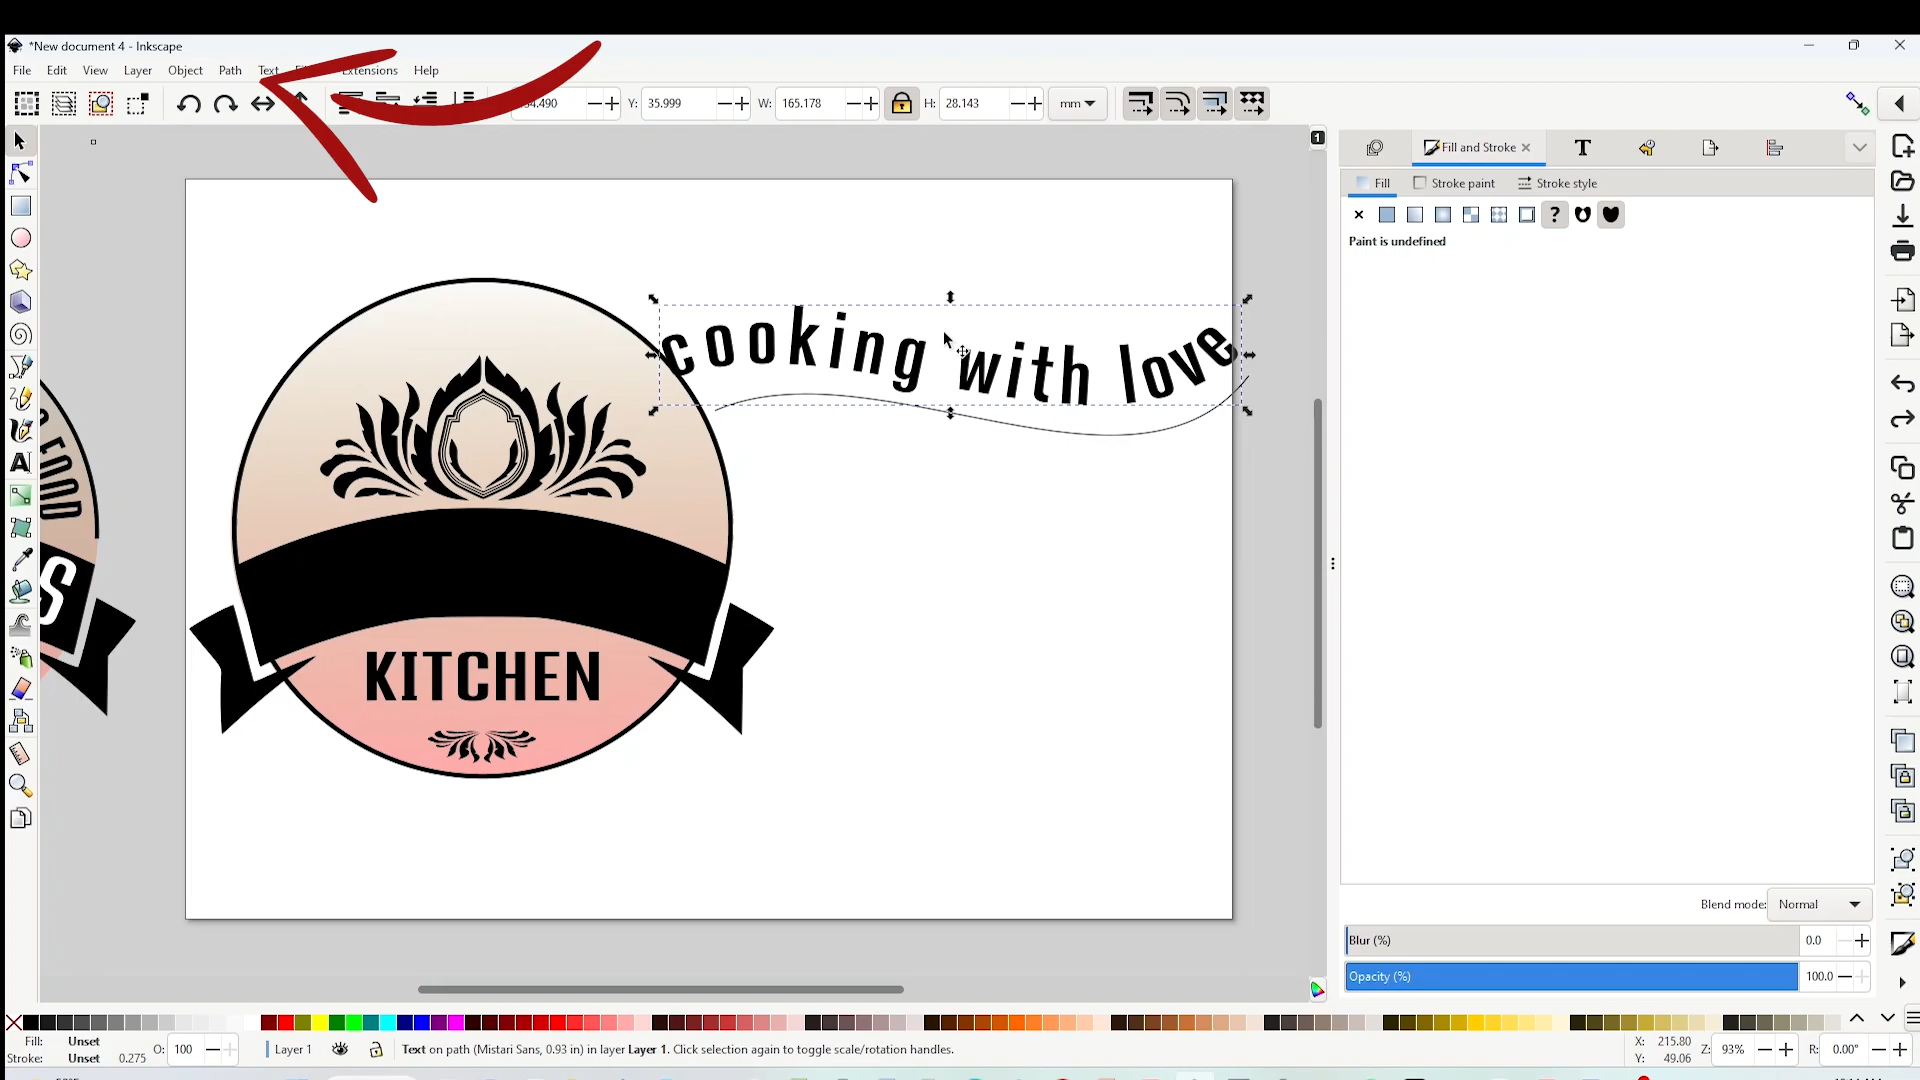 *New document 4 - Inkscape
File Edit View Layer Object Path Text Extensions Help
Y: 35.999 W: 165.178 H: 28.143 mm
1
Fill and Stroke
Fill Stroke paint Stroke style
?
Paint is undefined
cooking with love
KITCHEN
Blend mode: Normal
Blur (%) 0.0
Opacity (%) 100.0
Fill: Unset
Stroke: Unset 0.275 O: 100 Layer 1 Text on path (Mistari Sans, 0.93 in) in layer Layer 1. Click selection again to toggle scale/rotation handles.
X: 215.80
Y: 49.06 Z: 93% R: 0.00°